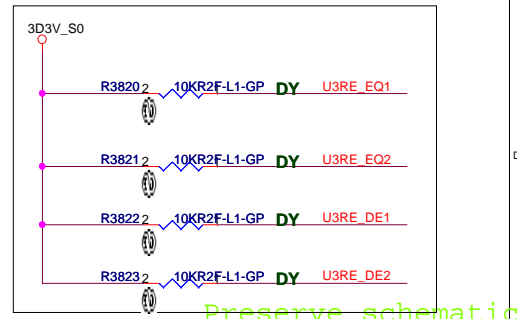 3D3V_S0
R3820 2 10KR2F-L1-GP DY U3RE_EQ1
R3821 2 10KR2F-L1-GP DY U3RE_EQ2
R3822 2 10KR2F-L1-GP DY U3RE_DE1
R3823 2 10KR2F-L1-GP DY U3RE_DE2
Preserve schematic